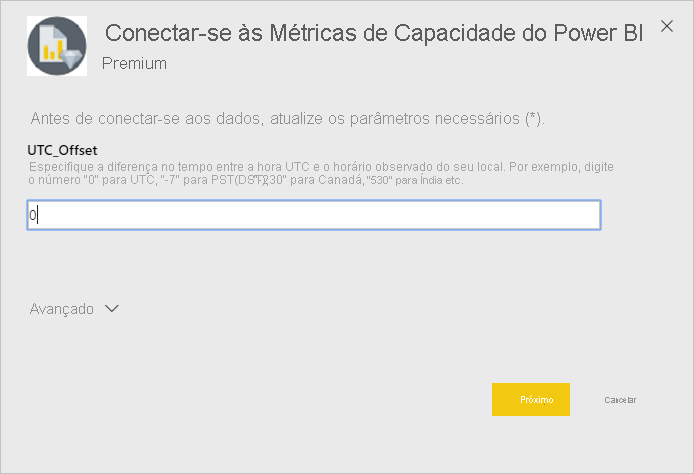 Conectar-se às Métricas de Capacidade do Power BI
Premium
Antes de conectar-se aos dados, atualize os parâmetros necessários (*).
UTC_Offset
Especifique a diferença no tempo entre a hora UTC e o horário observado do seu local. Por exemplo, digite
o número "0" para UTC, "-7" para PST(DST), 30" para Canadá, "530" para Índia etc.
0
Avançado
Próximo
Cancelar